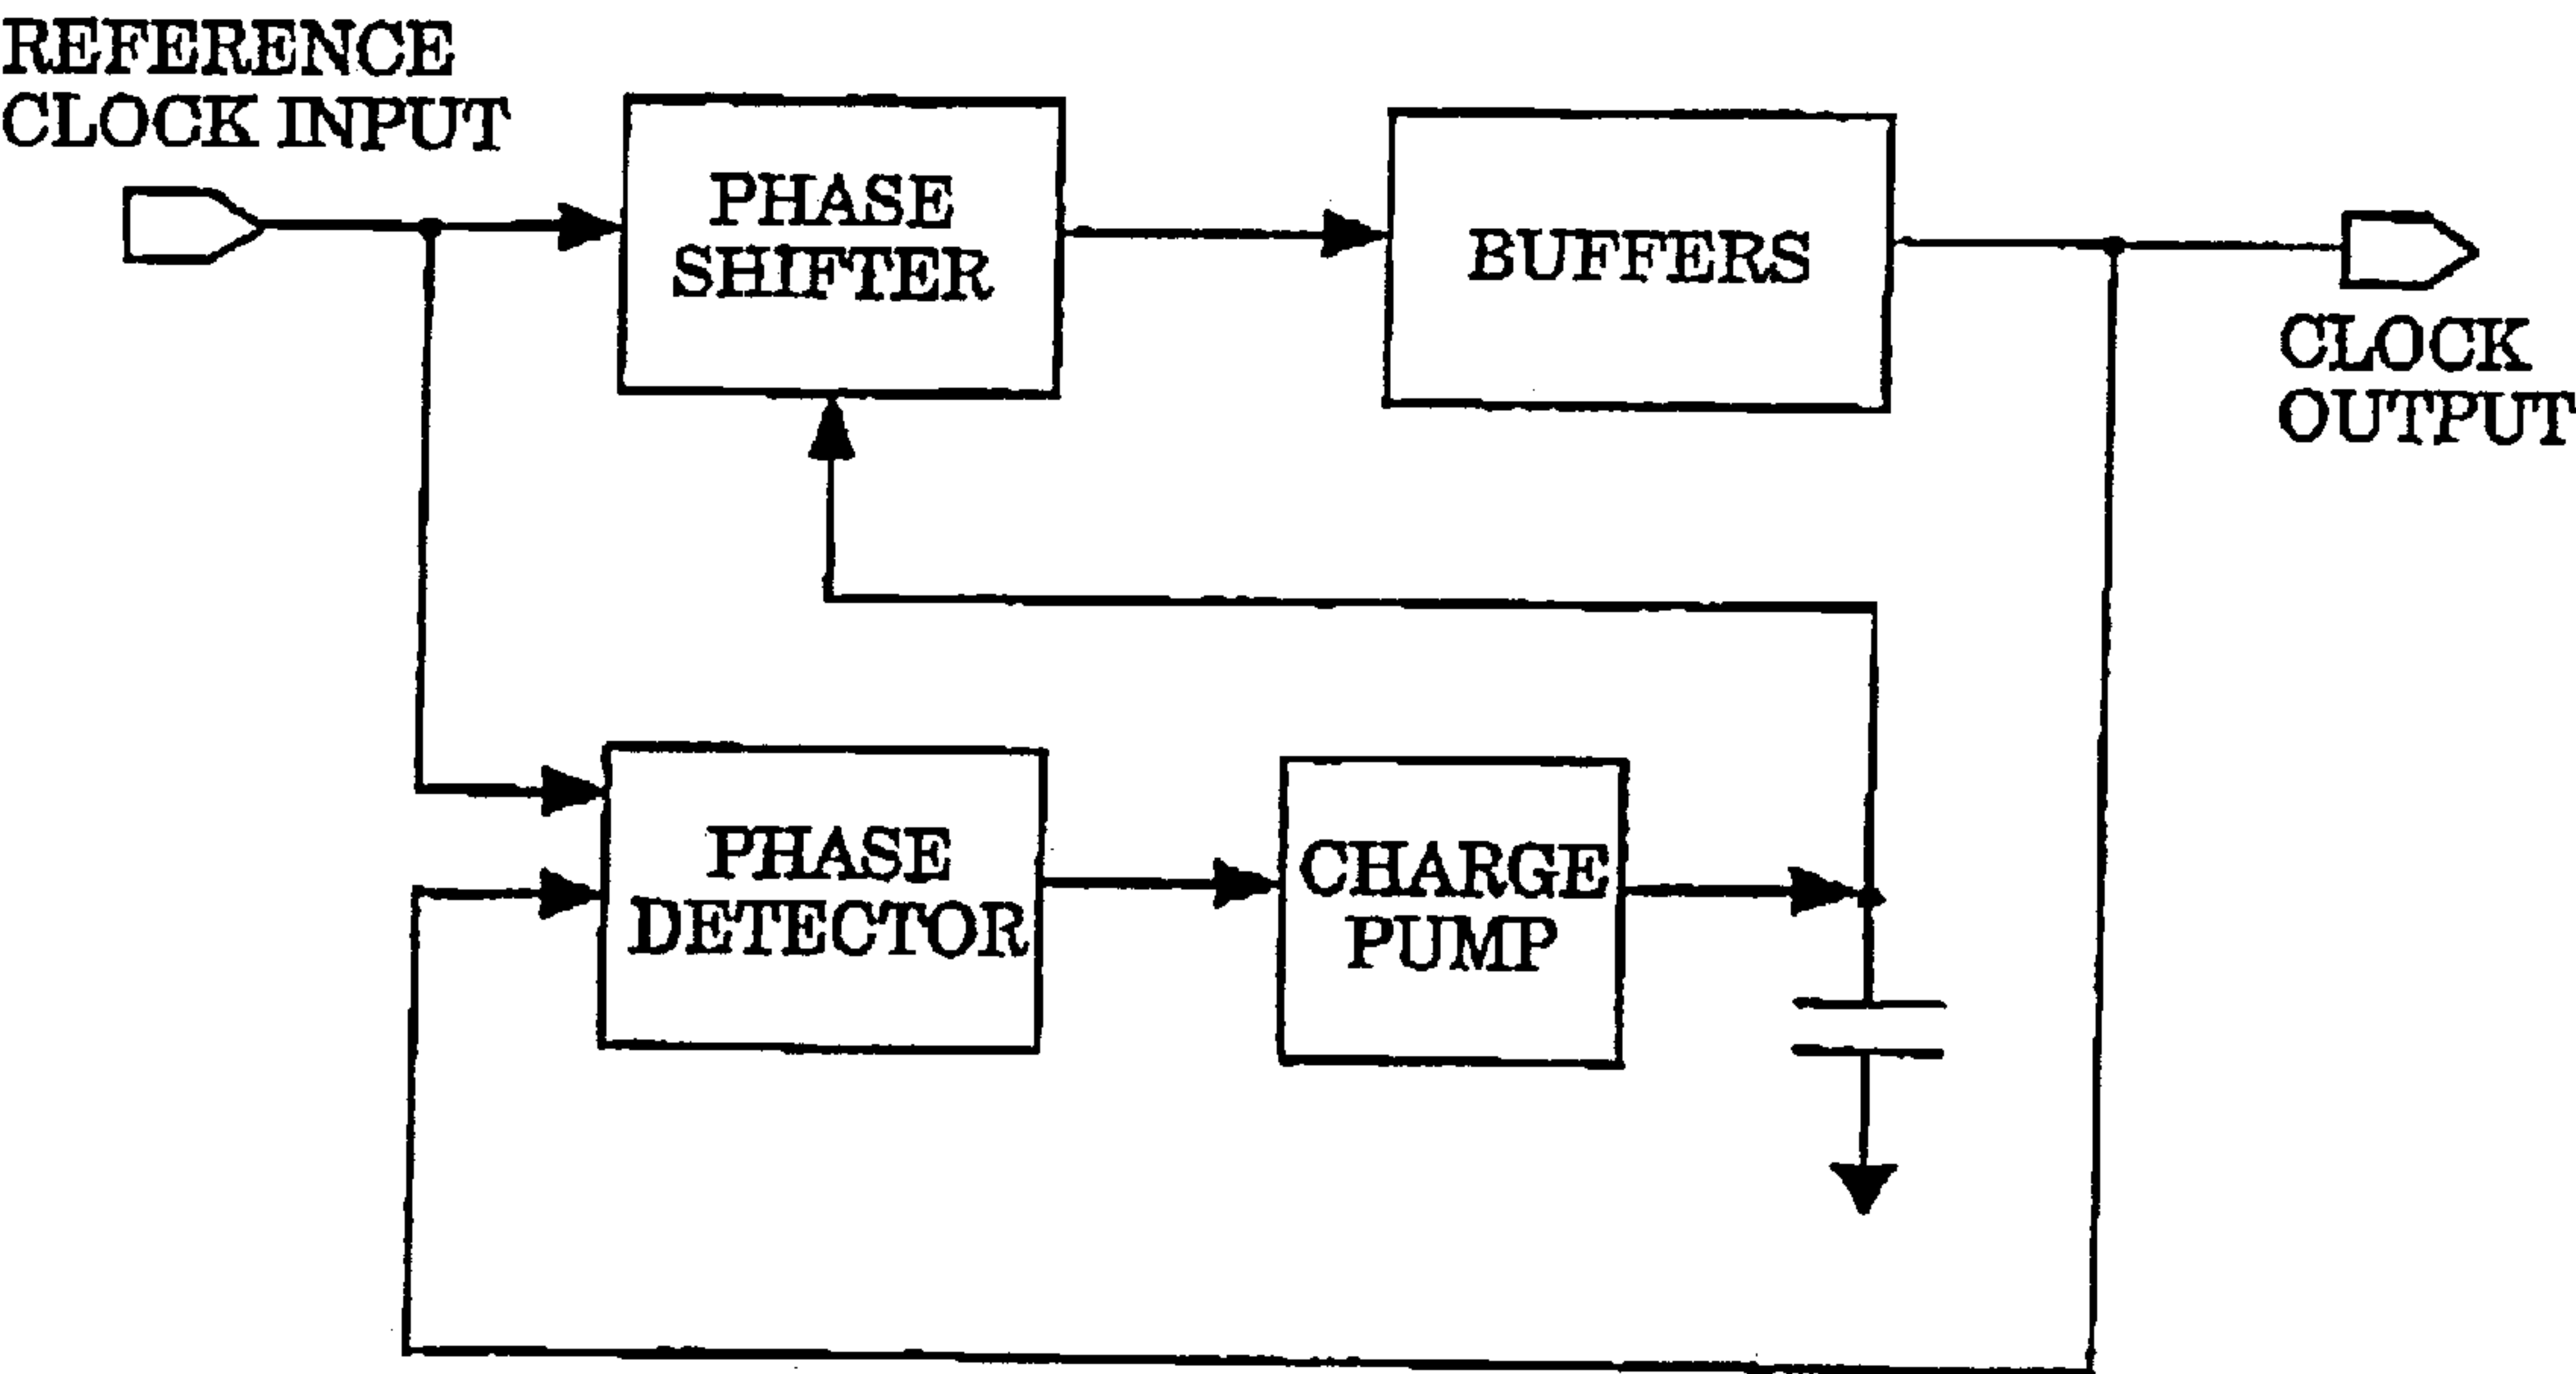 REFERENCE
CLOCK INPUT
PHASE
SHIFTER
BUFFERS
CLOCK
OUTPUT
PHASE
DETECTOR
CHARGE
PUMP